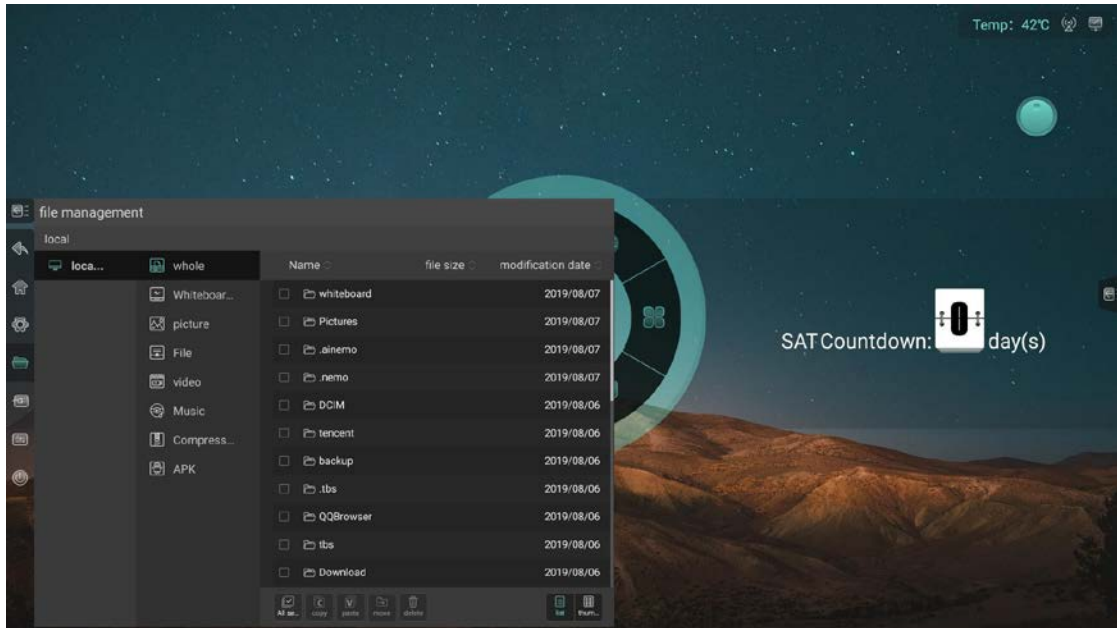 Temp: 42℃
file management
local
loca...
whole
Whiteboar...
picture
File
video
Music
Compress...
APK
Name
file size
modification date
whiteboard 2019/08/07
Pictures 2019/08/07
.ainemo 2019/08/07
.nemo 2019/08/07
DCIM 2019/08/06
tencent 2019/08/06
backup 2019/08/06
.tbs 2019/08/06
QQBrowser 2019/08/06
tbs 2019/08/06
Download 2019/08/06
All se...
copy
paste
move
delete
list
thum...
SAT Countdown: 0 day(s)